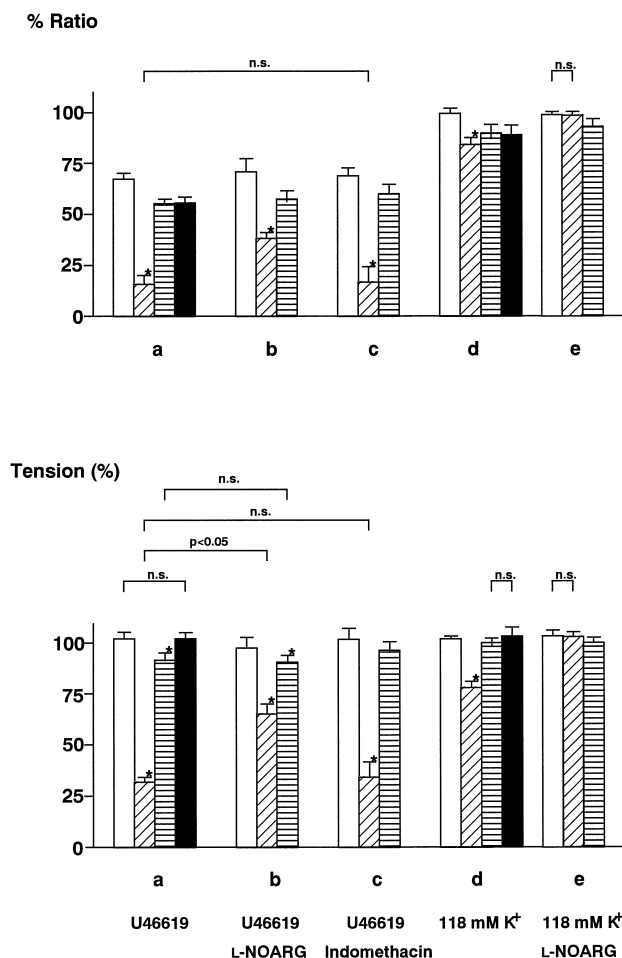 % Ratio
n.s.
n.s.
100
75
50
25
0
* * * *
a b c d e
Tension (%)
n.s.
n.s.
p<0.05
n.s. n.s. n.s.
100
75
50
25
0
* * * * * *
a b c d e
U46619 U46619 U46619 118 mM K+ 118 mM K+
L-NOARG Indomethacin L-NOARG